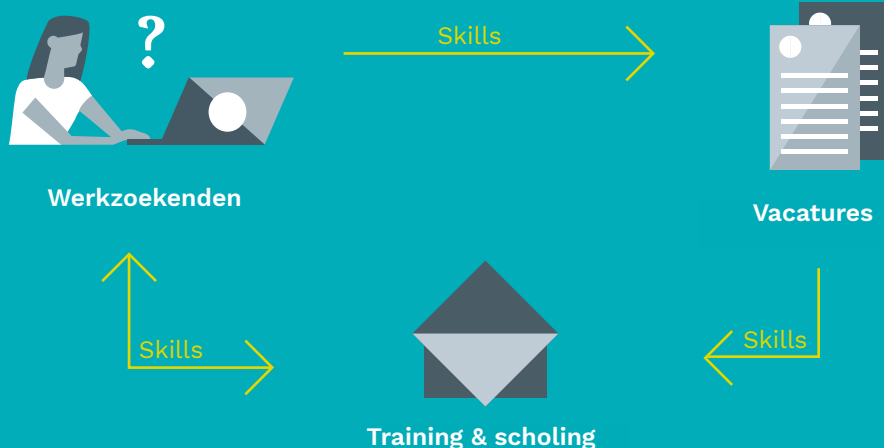 ?
Skills
Werkzoekenden
Vacatures
Skills
Skills
Training & scholing